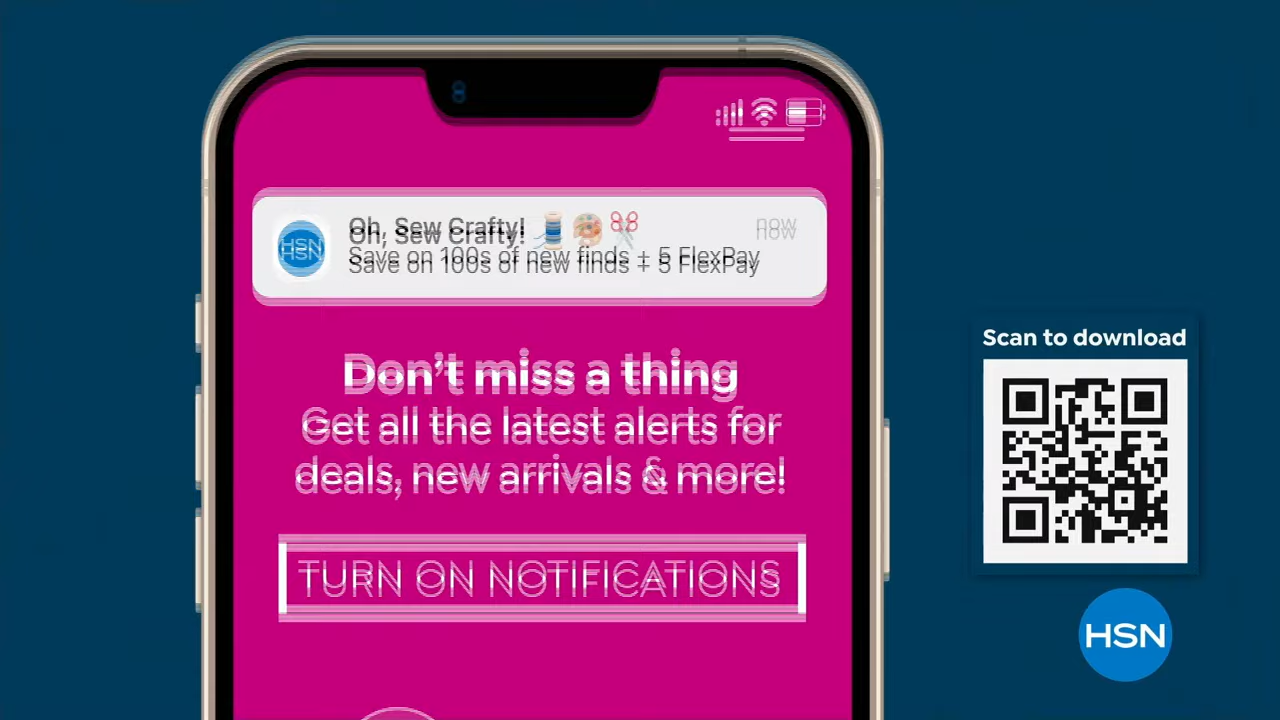 Oh, Sew Crafty!
now
Save on 100s of new finds + 5 FlexPay
HSN
Don't miss a thing
Get all the latest alerts for
deals, new arrivals & more!
TURN ON NOTIFICATIONS
Scan to download
HSN